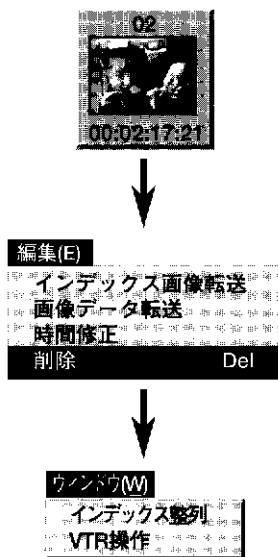 02
00:02:17:21
編集(E)
インデックス画像転送
画像データ転送
時間修正
削除 Del
ウィンドウ(W)
インデックス整列
VTR操作